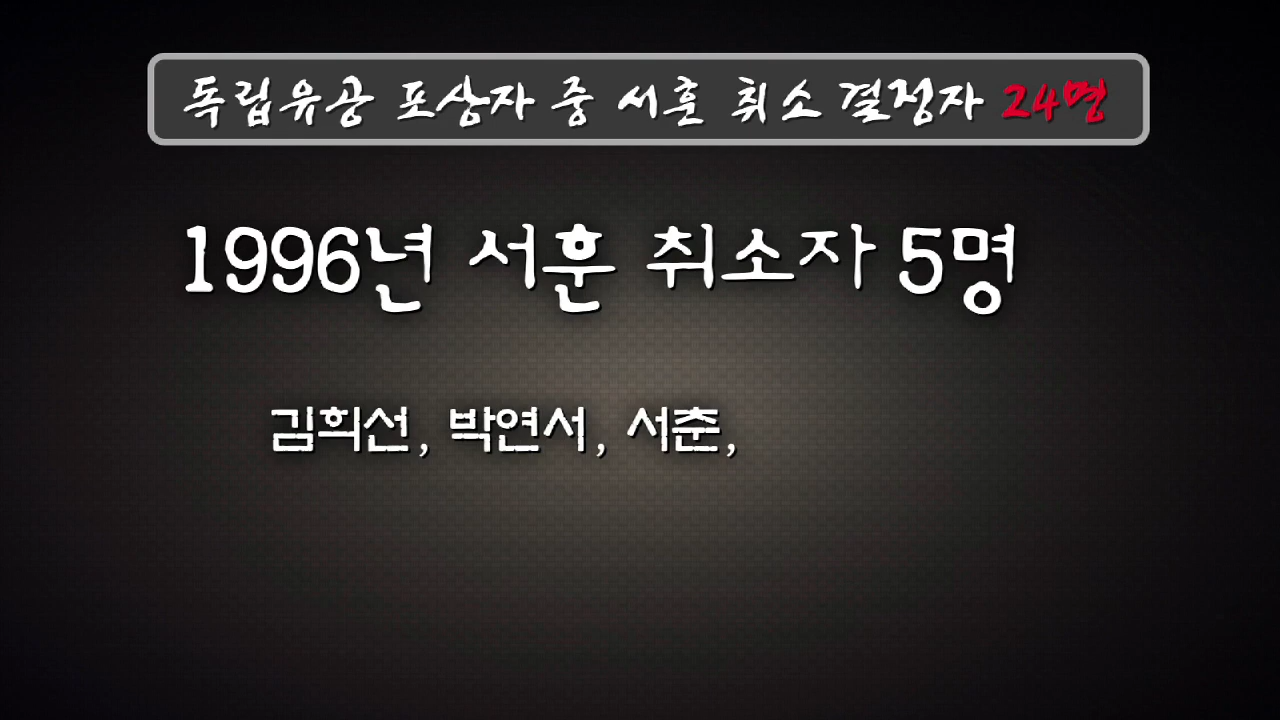 독립유공 포상자 중 서훈 취소 결정자 24명
1996년 서훈 취소자 5명
김희선, 박연서, 서춘,